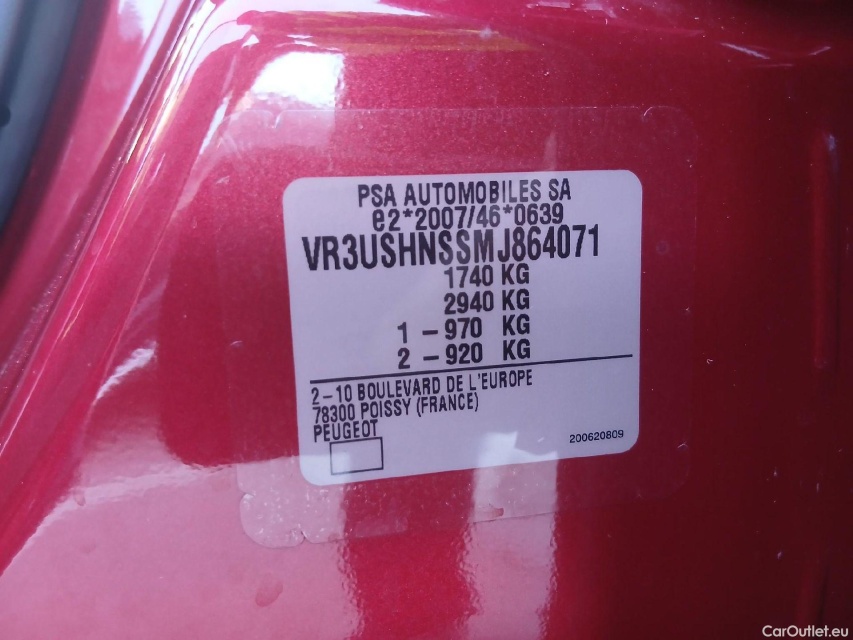 PSA AUTOMOBILES SA
e2*2007/46*0639
VR3USHNSSMJ864071
1740 KG
2940 KG
1 – 970 KG
2 – 920 KG
2–10 BOULEVARD DE L'EUROPE
78300 POISSY (FRANCE)
PEUGEOT
200620809
CarOutlet.eu